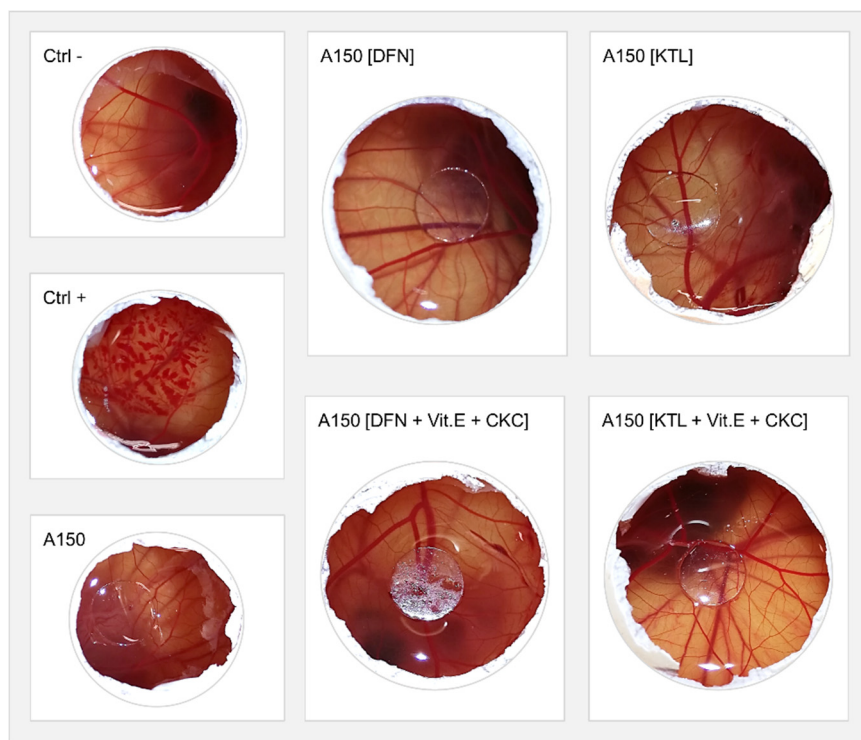 Ctrl -
A150 [DFN]
A150 [KTL]
Ctrl +
A150 [DFN + Vit.E + CKC]
A150 [KTL + Vit.E + CKC]
A150